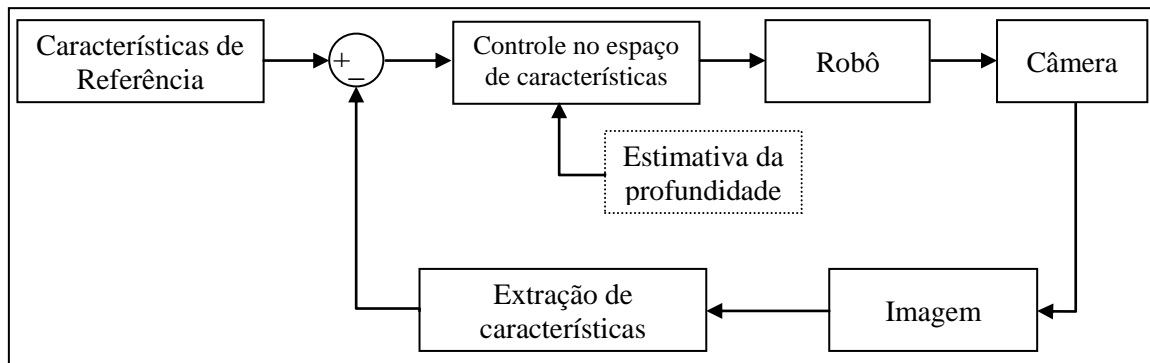 Características de
Referência
+
−
Controle no espaço
de características
Robô
Câmera
Estimativa da
profundidade
Extração de
características
Imagem